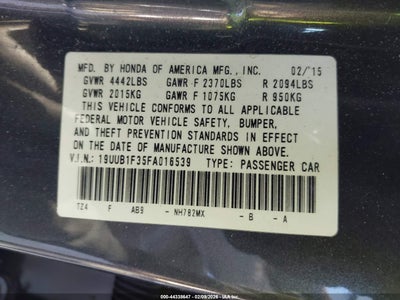 MFD. BY HONDA OF AMERICA MFG., INC. 02/'15
GVWR 4442LBS GAWR F 2370LBS R 2094LBS
GVWR 2015KG GAWR F 1075KG R 950KG
THIS VEHICLE CONFORMS TO ALL APPLICABLE
FEDERAL MOTOR VEHICLE SAFETY, BUMPER,
AND THEFT PREVENTION STANDARDS IN EFFECT
ON THE DATE OF MANUFACTURE SHOWN ABOVE.
V.I.N.: 19UUB1F35FA016539 TYPE: PASSENGER CAR
TZ4 F AB9 - NH782MX - B - A
000-44338647 - 02/09/2026 - IAA Inc.